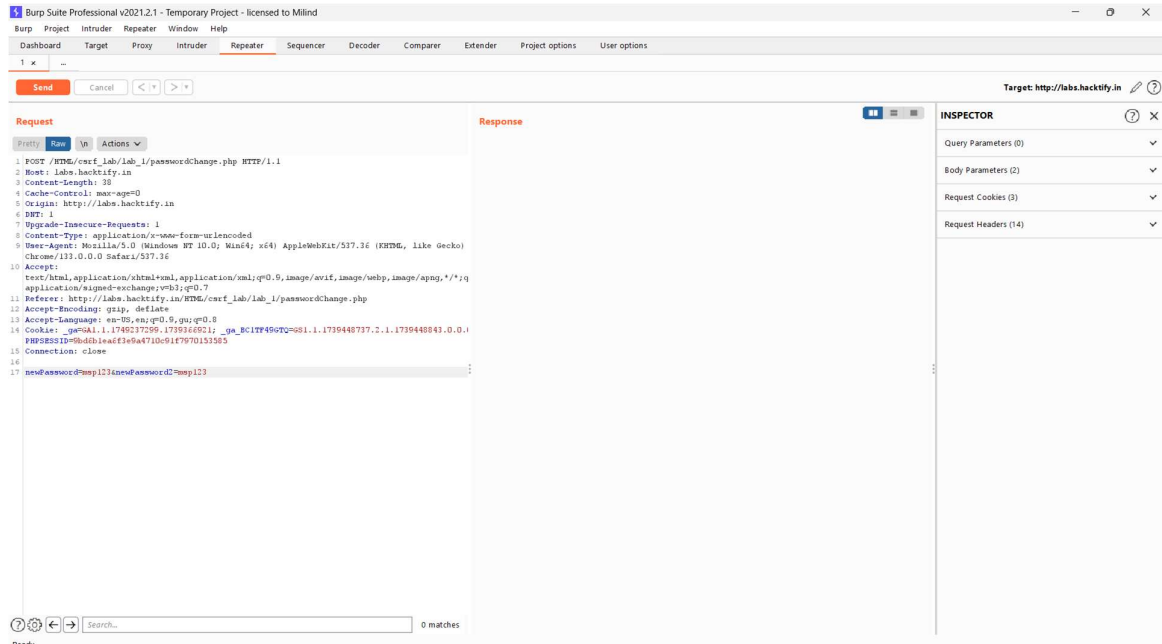 Burp Suite Professional v2021.2.1 - Temporary Project - licensed to Milind
Burp Project Intruder Repeater Window Help
Dashboard Target Proxy Intruder Repeater Sequencer Decoder Comparer Extender Project options User options
1 × ...
Send Cancel < > Target: http://labs.hacktify.in
Request
Response
INSPECTOR
Pretty Raw \n Actions
Query Parameters (0)
Body Parameters (2)
Request Cookies (3)
Request Headers (14)
1 POST /HTML/csrf_lab/lab_1/passwordChange.php HTTP/1.1
2 Host: labs.hacktify.in
3 Content-Length: 38
4 Cache-Control: max-age=0
5 Origin: http://labs.hacktify.in
6 DNT: 1
7 Upgrade-Insecure-Requests: 1
8 Content-Type: application/x-www-form-urlencoded
9 User-Agent: Mozilla/5.0 (Windows NT 10.0; Win64; x64) AppleWebKit/537.36 (KHTML, like Gecko)
Chrome/133.0.0.0 Safari/537.36
10 Accept:
text/html,application/xhtml+xml,application/xml;q=0.9,image/avif,image/webp,image/apng,*/*;q
application/signed-exchange;v=b3;q=0.7
11 Referer: http://labs.hacktify.in/HTML/csrf_lab/lab_1/passwordChange.php
12 Accept-Encoding: gzip, deflate
13 Accept-Language: en-US,en;q=0.9,gu;q=0.8
14 Cookie: _ga=GA1.1.1749237299.1739366921; _ga_BC1TF49GTQ=GS1.1.1739448737.2.1.1739448843.0.0.0
PHPSESSID=9bd6b1ea6f3e9a4710c91f7970153585
15 Connection: close
16
17 newPassword=msp123&newPassword2=msp123
Search... 0 matches
Ready